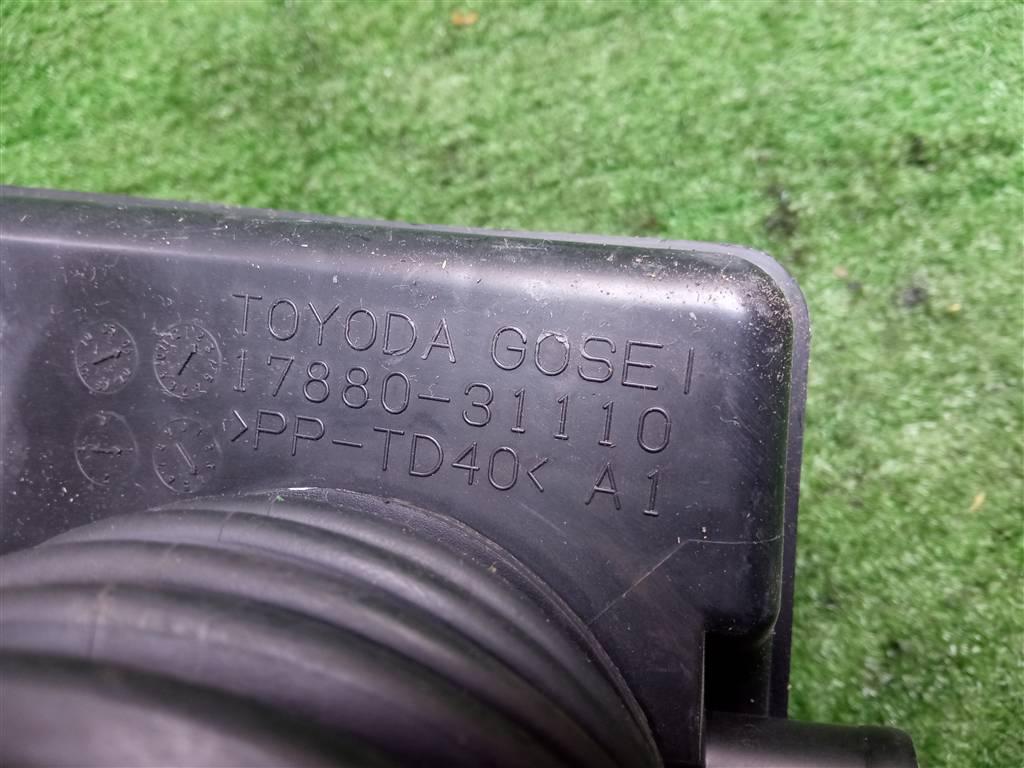 TOYODA GOSEI
17880-31110
>PP-TD40< A1